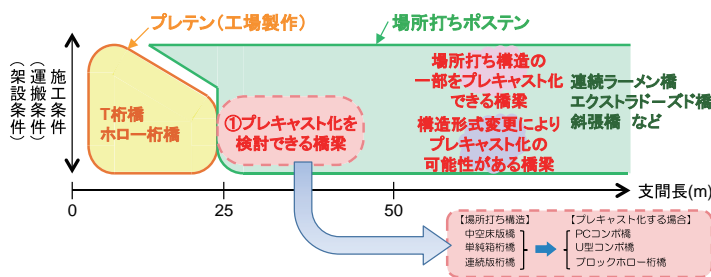 プレテン（工場製作）
場所打ちポステン
施工条件
（運搬条件）
（架設条件）
T桁橋
ホロー桁橋
①プレキャスト化を
検討できる橋梁
場所打ち構造の
一部をプレキャスト化
できる橋梁
構造形式変更により
プレキャスト化の
可能性がある橋梁
連続ラーメン橋
エクストラドーズド橋
斜張橋 など
0
25
50
支間長(m)
【場所打ち構造】
中空床版橋
単純箱桁橋
連続版桁橋
【プレキャスト化する場合】
PCコンポ橋
U型コンポ橋
ブロックホロー桁橋